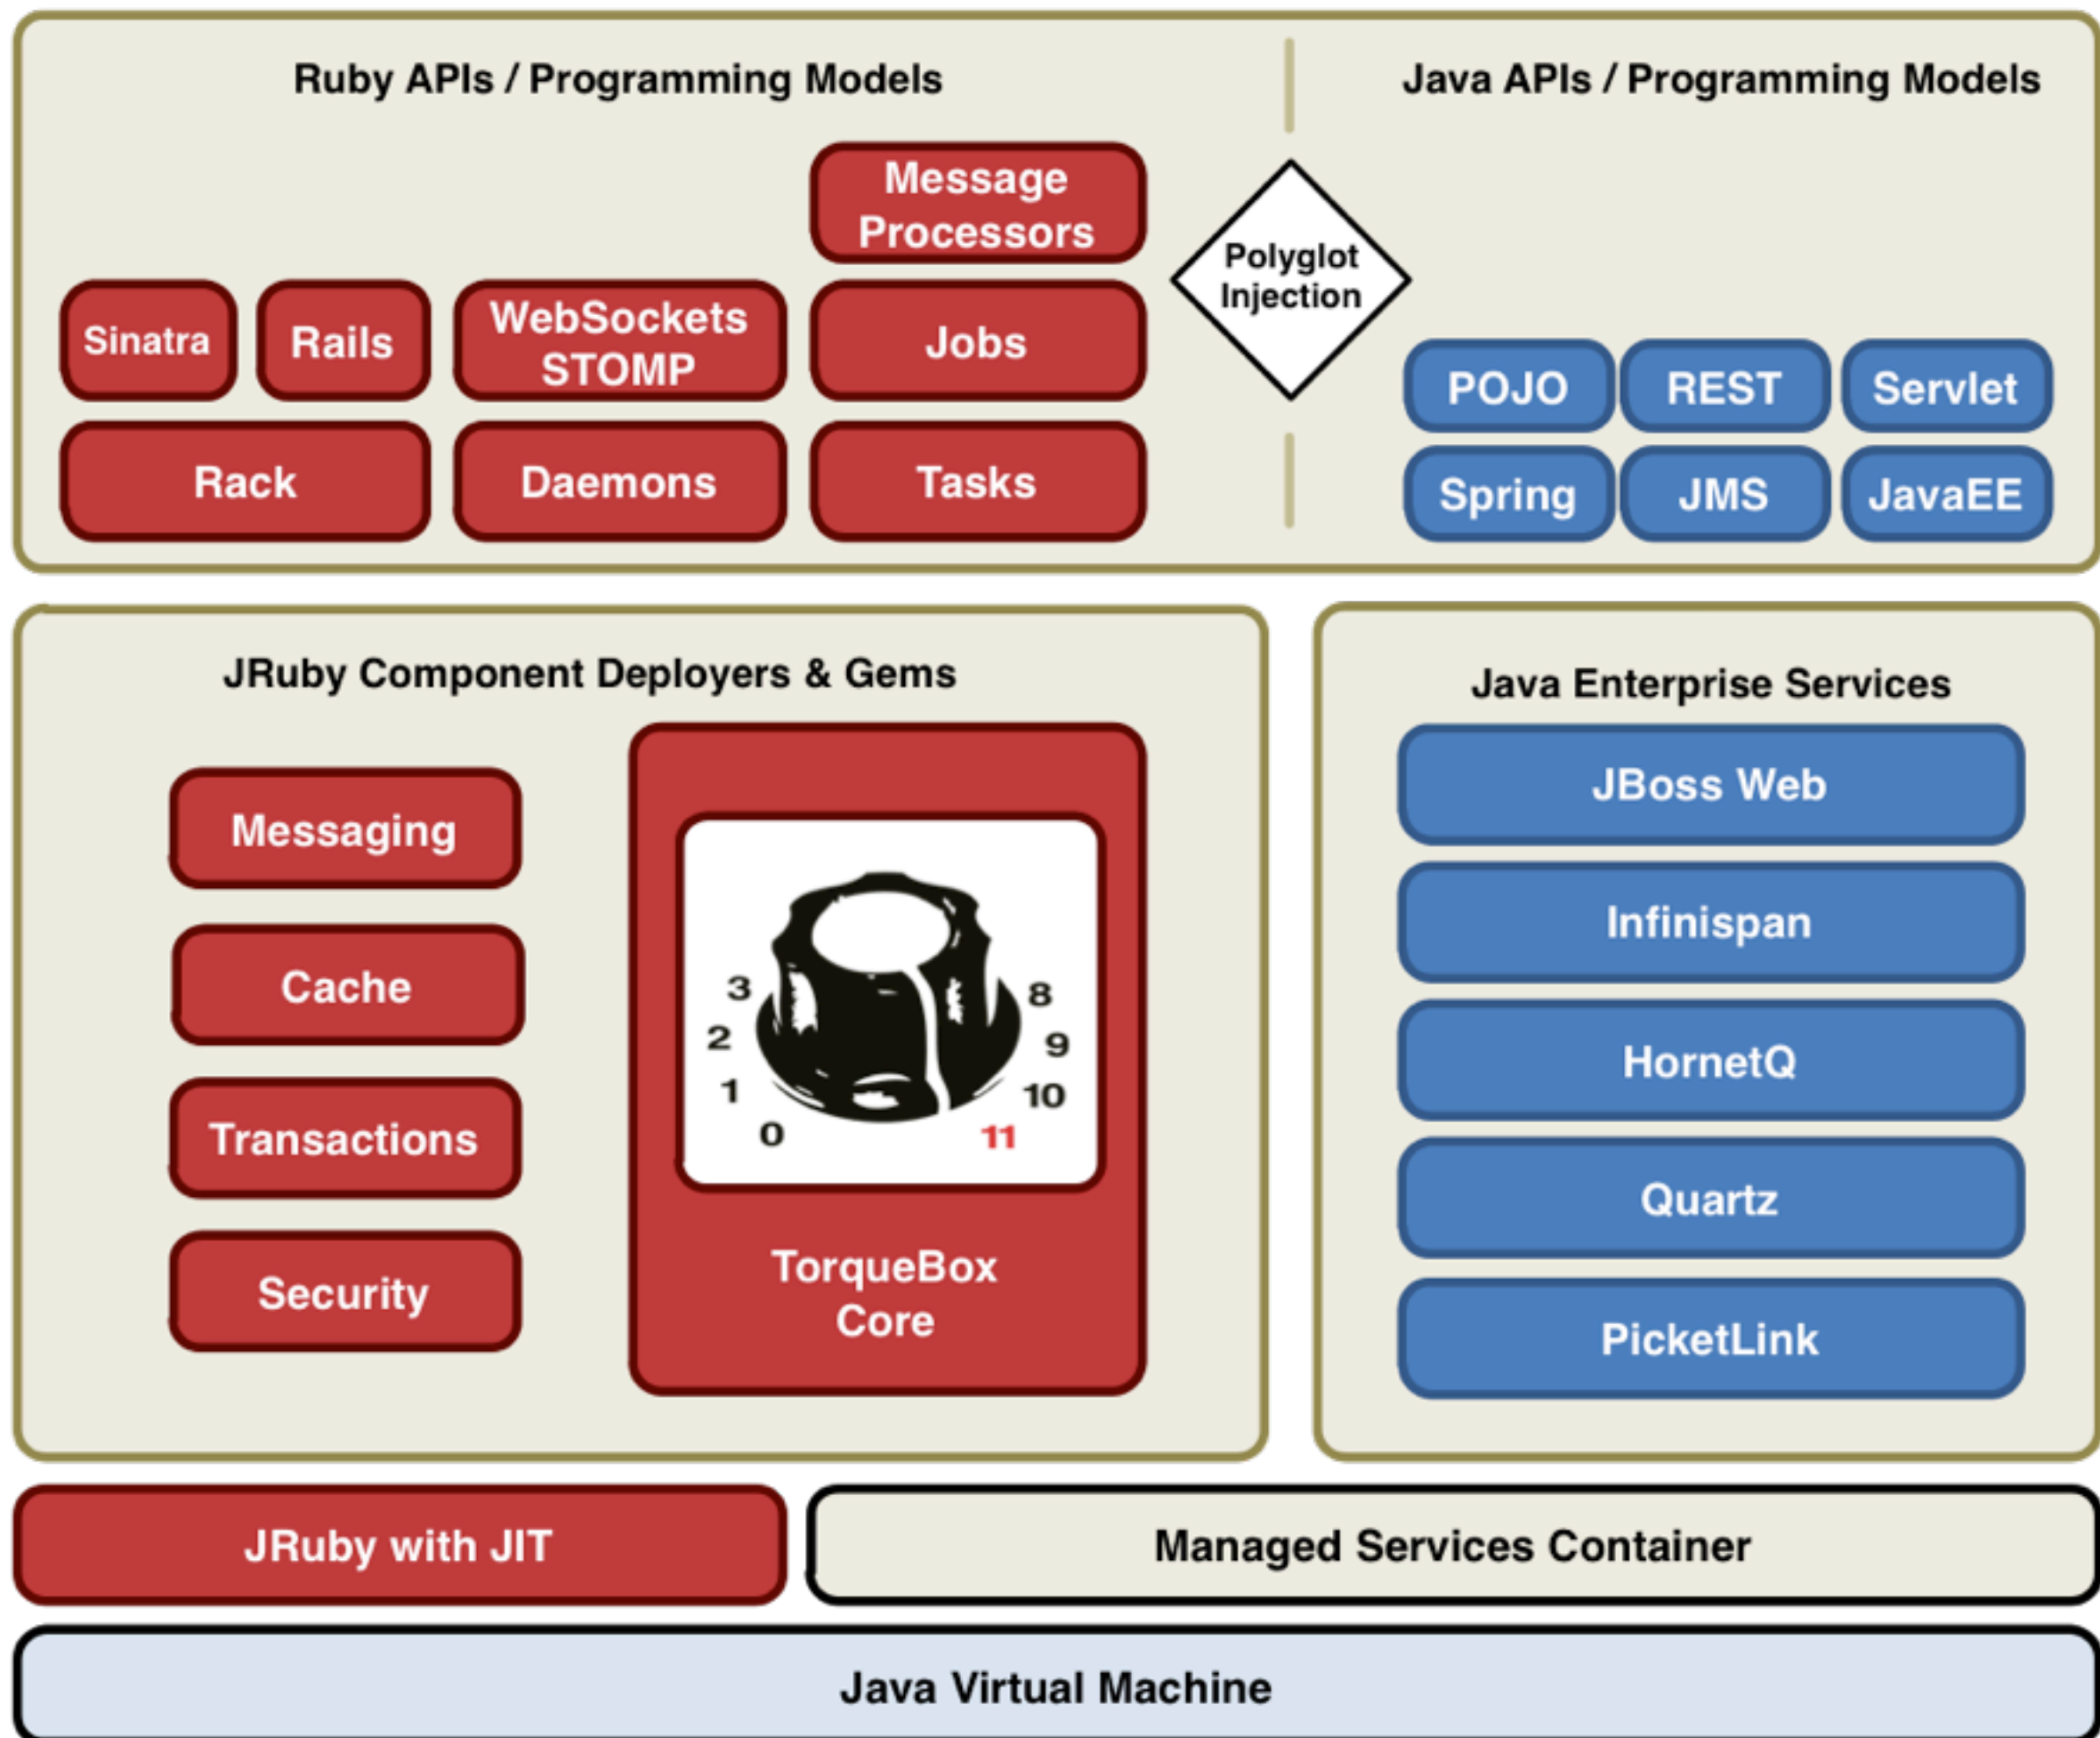 Ruby APIs / Programming Models
Java APIs / Programming Models
Message
Processors
Polyglot
Injection
Sinatra
Rails
WebSockets
STOMP
Jobs
POJO
REST
Servlet
Rack
Daemons
Tasks
Spring
JMS
JavaEE
JRuby Component Deployers & Gems
Messaging
Cache
Transactions
Security
3
2
1
0
8
9
10
11
TorqueBox
Core
Java Enterprise Services
JBoss Web
Infinispan
HornetQ
Quartz
PicketLink
JRuby with JIT
Managed Services Container
Java Virtual Machine